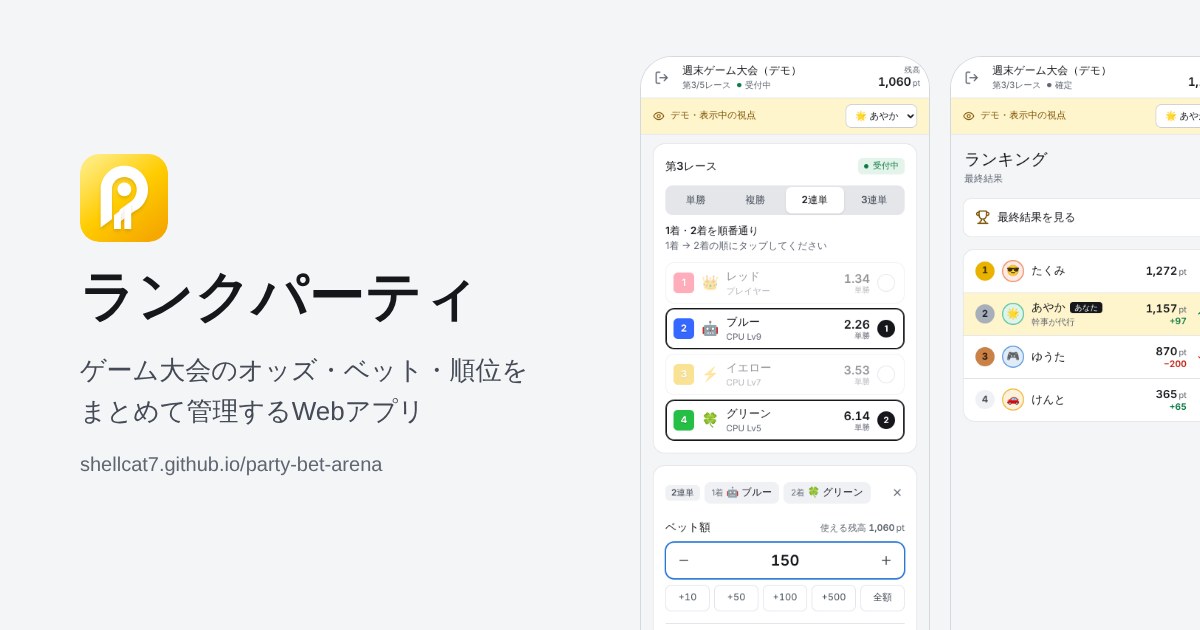 ランクパーティ
ゲーム大会のオッズ・ベット・順位を
まとめて管理するWebアプリ
shellcat7.github.io/party-bet-arena
週末ゲーム大会（デモ）
第3/5レース ● 受付中
残高
1,060 pt
デモ・表示中の視点
あやか
第3レース
● 受付中
単勝 複勝 2連単 3連単
1着・2着を順番通り
1着 → 2着の順にタップしてください
1 レッド 1.34
プレイヤー 単勝
2 ブルー 2.26 1
CPU Lv9 単勝
3 イエロー 3.53
CPU Lv7 単勝
4 グリーン 6.14 2
CPU Lv5 単勝
2連単 1着 ブルー 2着 グリーン ×
ベット額 使える残高 1,060 pt
− 150 +
+10 +50 +100 +500 全額
週末ゲーム大会（デモ）
第3/3レース ● 確定
デモ・表示中の視点
ランキング
最終結果
最終結果を見る
1 たくみ 1,272 pt
2 あやか あなた 1,157 pt
幹事が代行 +97
3 ゆうた 870 pt
−200
4 けんと 365 pt
+65